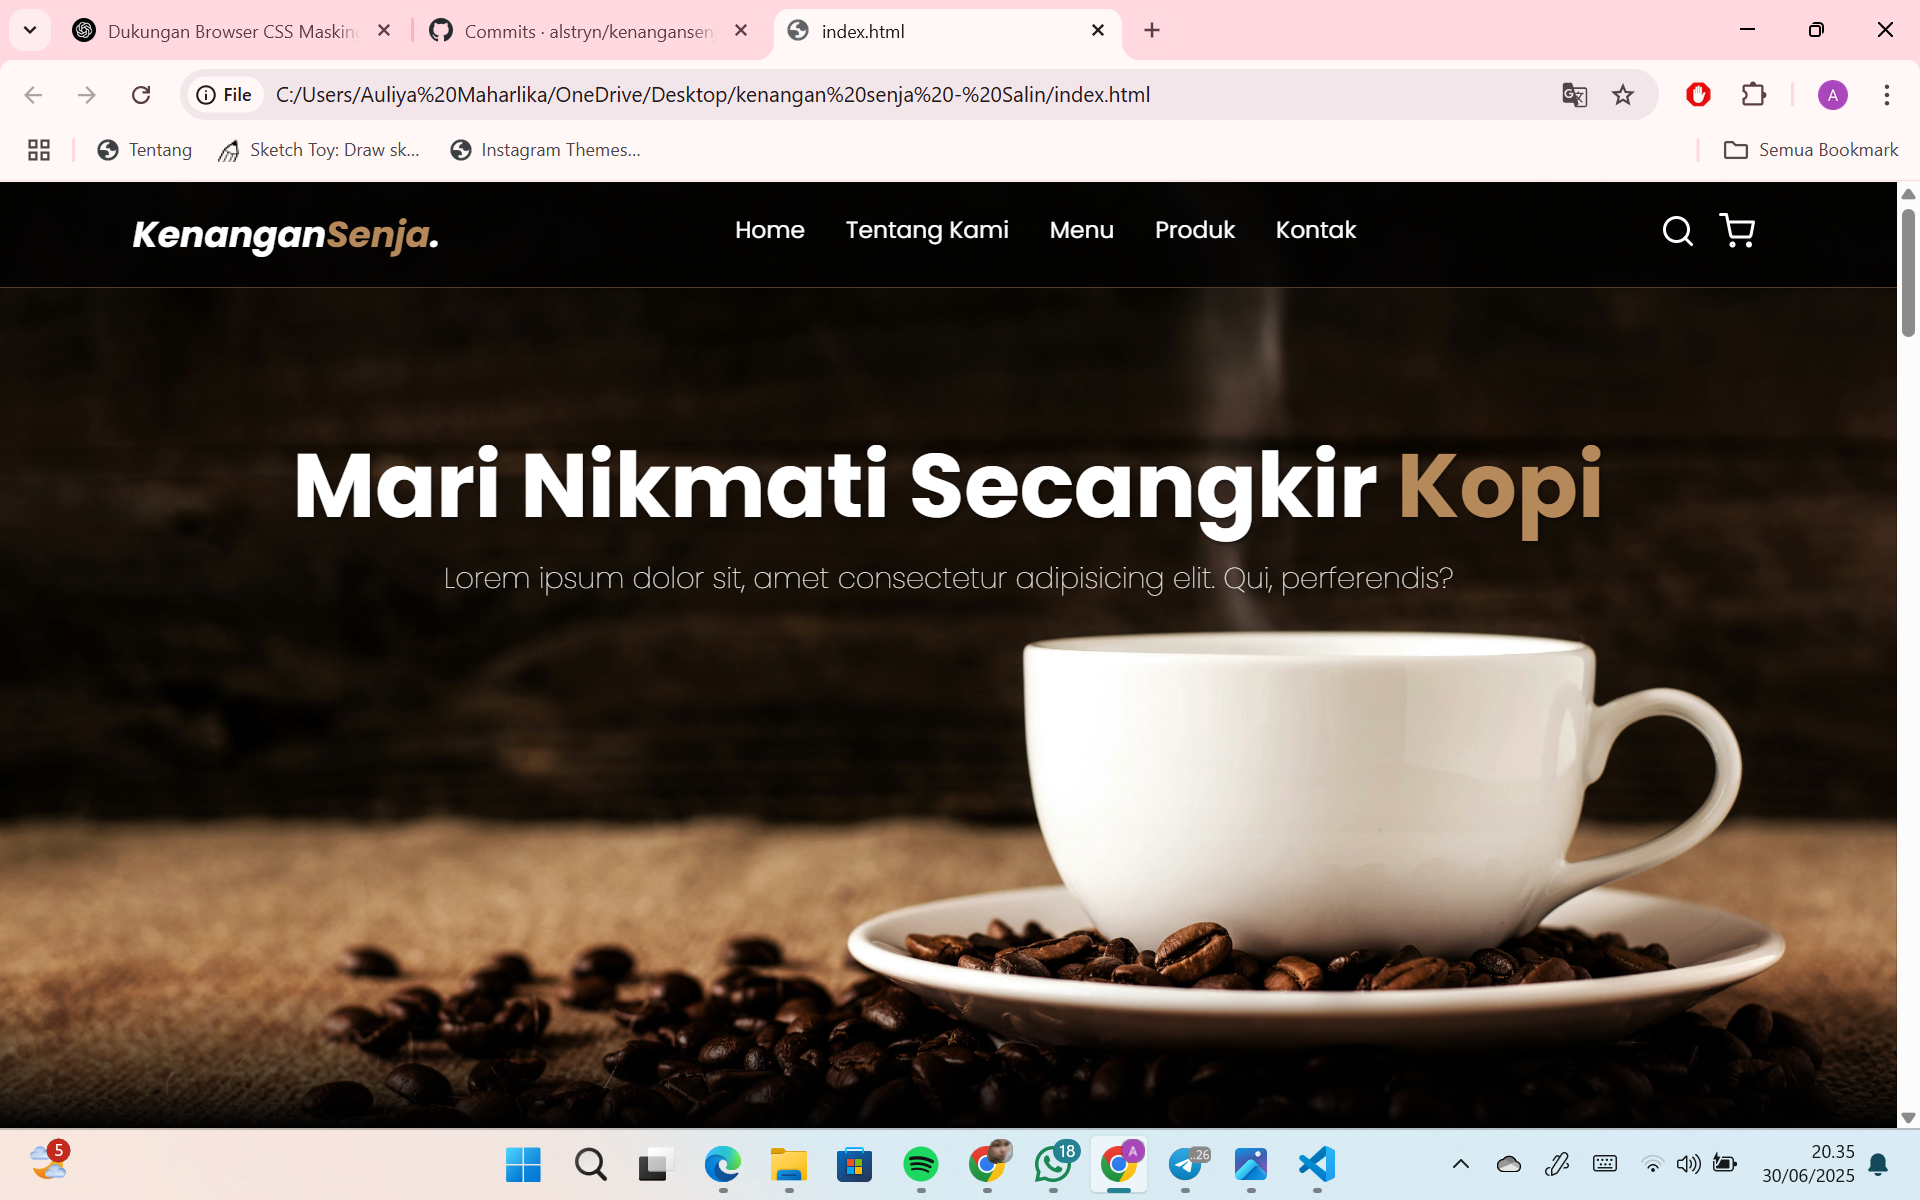 Dukungan Browser CSS Masking
Commits · alstryn/kenangansenj
index.html
File
C:/Users/Auliya%20Maharlika/OneDrive/Desktop/kenangan%20senja%20-%20Salin/index.html
A
Tentang
Sketch Toy: Draw sk...
Instagram Themes...
Semua Bookmark
KenanganSenja.
Home
Tentang Kami
Menu
Produk
Kontak
Mari Nikmati Secangkir Kopi
Lorem ipsum dolor sit, amet consectetur adipisicing elit. Qui, perferendis?
5
18
A
..26
20.35
30/06/2025